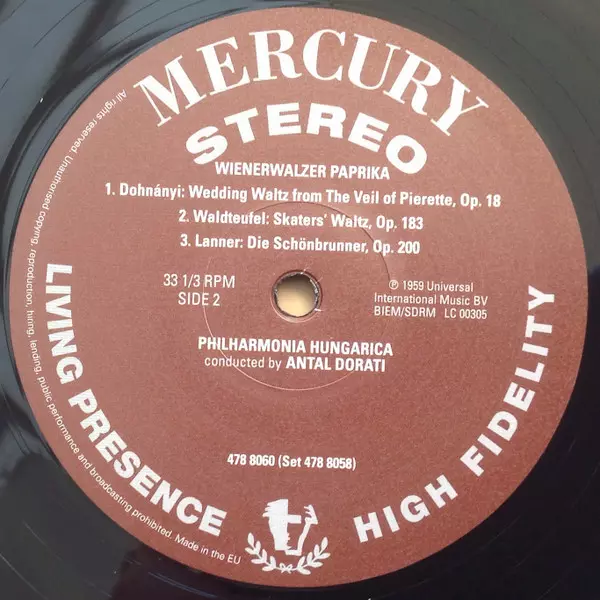 MERCURY
STEREO
WIENERWALZER PAPRIKA
1. Dohnányi: Wedding Waltz from The Veil of Pierette, Op. 18
2. Waldteufel: Skaters' Waltz, Op. 183
3. Lanner: Die Schönbrunner, Op. 200
33 1/3 RPM
SIDE 2
℗ 1959 Universal
International Music BV
BIEM/SDRM LC 00305
PHILHARMONIA HUNGARICA
conducted by ANTAL DORATI
478 8060 (Set 478 8058)
LIVING PRESENCE
HIGH FIDELITY
All rights reserved. Unauthorised copying, reproduction, hiring, lending, public performance and broadcasting prohibited. Made in the EU